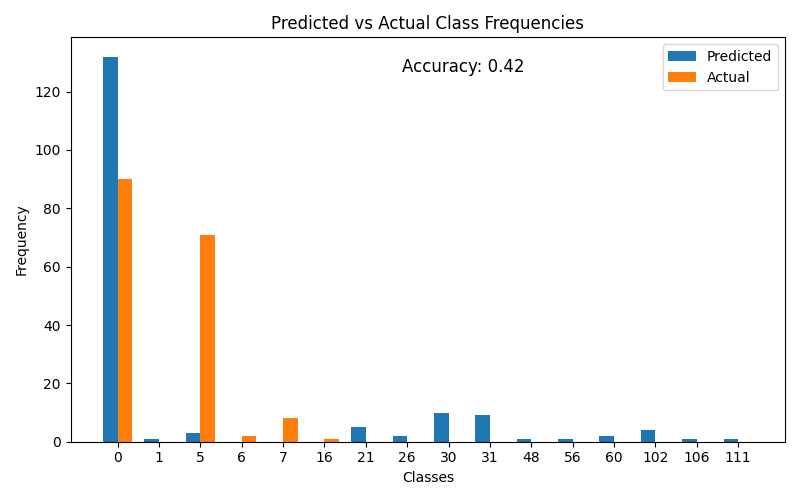 Predicted vs Actual Class Frequencies
Accuracy: 0.42
Predicted
Actual
Frequency
120
100
80
60
40
20
0
0 1 5 6 7 16 21 26 30 31 48 56 60 102 106 111
Classes